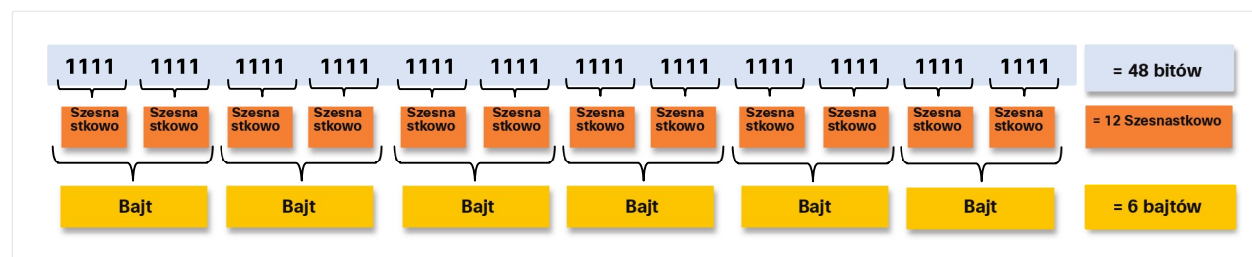 1111 1111 1111 1111 1111 1111 1111 1111 1111 1111 1111 1111 = 48 bitów
Szesna Szesna Szesna Szesna Szesna Szesna Szesna Szesna Szesna Szesna Szesna Szesna
stkowo stkowo stkowo stkowo stkowo stkowo stkowo stkowo stkowo stkowo stkowo stkowo
= 12 Szesnastkowo
Bajt Bajt Bajt Bajt Bajt Bajt = 6 bajtów